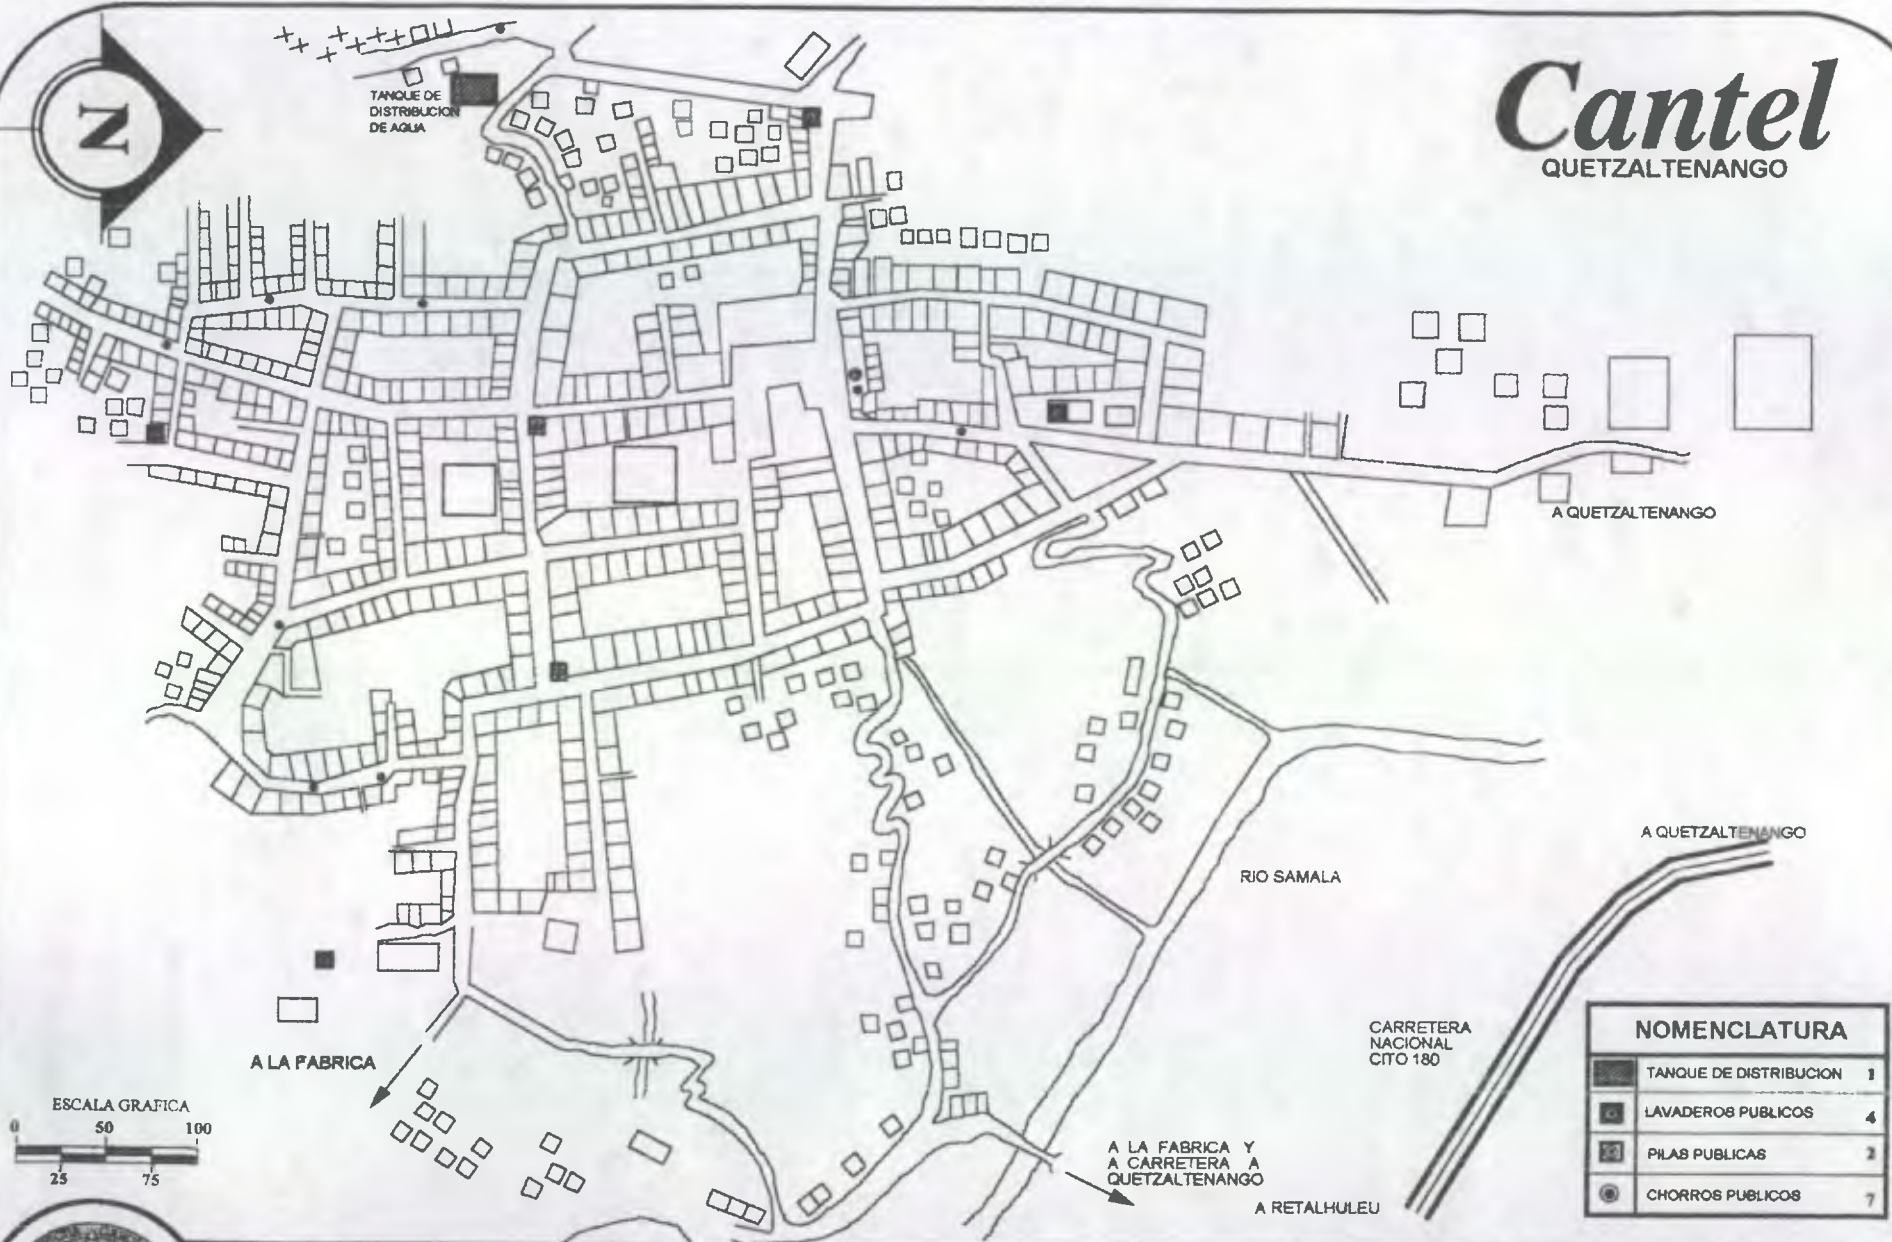 Cantel
QUETZALTENANGO
N
TANQUE DE
DISTRIBUCION
DE AGUA
A QUETZALTENANGO
A QUETZALTENANGO
RIO SAMALA
CARRETERA
NACIONAL
CITO 180
A LA FABRICA
ESCALA GRAFICA
0 50 100
25 75
A LA FABRICA Y
A CARRETERA A
QUETZALTENANGO
A RETALHULEU
NOMENCLATURA
TANQUE DE DISTRIBUCION 1
LAVADEROS PUBLICOS 4
PILAS PUBLICAS 2
CHORROS PUBLICOS 7